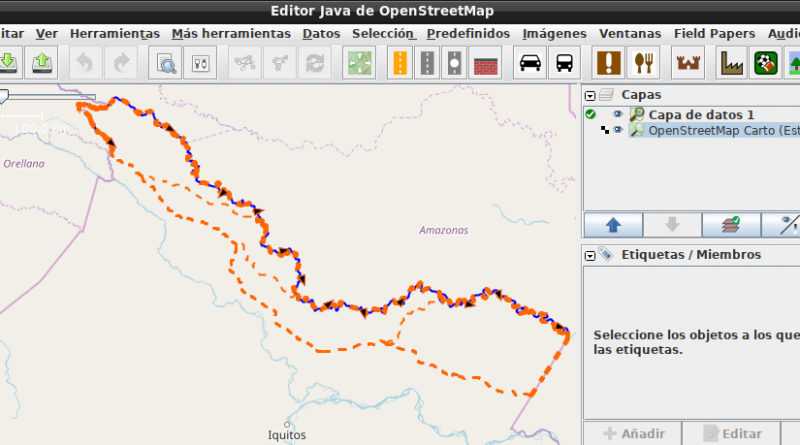 Editor Java de OpenStreetMap
itar Ver Herramientas Más herramientas Datos Selección Predefinidos Imágenes Ventanas Field Papers Audio
Capas
Capa de datos 1
OpenStreetMap Carto (Est
Orellana
Amazonas
Iquitos
Etiquetas / Miembros
Seleccione los objetos a los que
las etiquetas.
Añadir
Editar